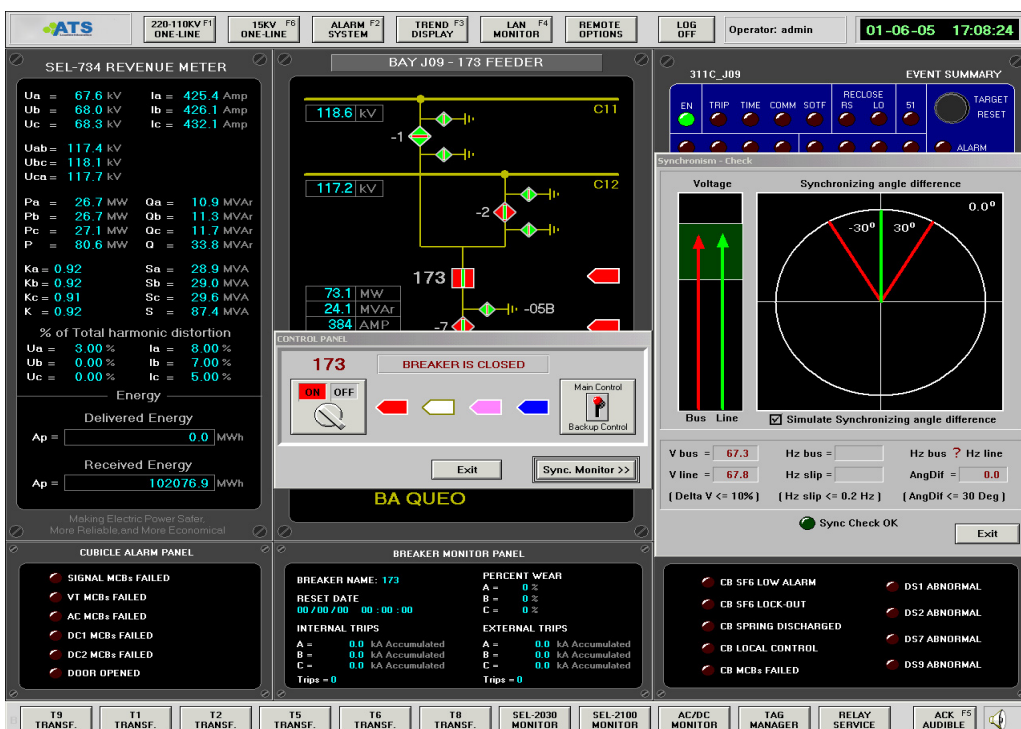 ATS
220-110KV F1 ONE-LINE
15KV F6 ONE-LINE
ALARM F2 SYSTEM
TREND F3 DISPLAY
LAN F4 MONITOR
REMOTE OPTIONS
LOG OFF
Operator: admin
01-06-05 17:08:24
SEL-734 REVENUE METER
Ua = 67.6 kV Ia = 425.4 Amp
Ub = 68.0 kV Ib = 426.1 Amp
Uc = 68.3 kV Ic = 432.1 Amp
Uab = 117.4 kV
Ubc = 118.1 kV
Uca = 117.7 kV
Pa = 26.7 MW Qa = 10.9 MVAr
Pb = 26.7 MW Qb = 11.3 MVAr
Pc = 27.1 MW Qc = 11.7 MVAr
P = 80.6 MW Q = 33.8 MVAr
Ka = 0.92 Sa = 28.9 MVA
Kb = 0.92 Sb = 29.0 MVA
Kc = 0.91 Sc = 29.6 MVA
K = 0.92 S = 87.4 MVA
% of Total harmonic distortion
Ua = 3.00 % Ia = 8.00 %
Ub = 0.00 % Ib = 7.00 %
Uc = 0.00 % Ic = 5.00 %
Energy
Delivered Energy
Ap = 0.0 MWh
Received Energy
Ap = 102076.9 MWh
Making Electric Power Safer,
More Reliable,and More Economical
BAY J09 - 173 FEEDER
118.6 kV
C11
-1
117.2 kV
C12
-2
173
73.1 MW
24.1 MVAr
384 AMP
-05B
-7
CONTROL PANEL
173
BREAKER IS CLOSED
ON OFF
Main Control
Backup Control
Exit
Sync. Monitor >>
BA QUEO
311C_J09
EVENT SUMMARY
RECLOSE
EN TRIP TIME COMM SOTF RS LO 51
TARGET
RESET
ALARM
Synchronism - Check
Voltage
Synchronizing angle difference
0.0º
-30º 30º
Bus Line
Simulate Synchronizing angle difference
V bus = 67.3 Hz bus = Hz bus ? Hz line
V line = 67.8 Hz slip = AngDif = 0.0
( Delta V <= 10% ) ( Hz slip <= 0.2 Hz ) ( AngDif <= 30 Deg )
Sync Check OK
Exit
CUBICLE ALARM PANEL
SIGNAL MCBs FAILED
VT MCBs FAILED
AC MCBs FAILED
DC1 MCBs FAILED
DC2 MCBs FAILED
DOOR OPENED
BREAKER MONITOR PANEL
BREAKER NAME: 173
RESET DATE
00/00/00 00:00:00
PERCENT WEAR
A = 0 %
B = 0 %
C = 0 %
INTERNAL TRIPS
A = 0.0 kA Accumulated
B = 0.0 kA Accumulated
C = 0.0 kA Accumulated
Trips = 0
EXTERNAL TRIPS
A = 0.0 kA Accumulated
B = 0.0 kA Accumulated
C = 0.0 kA Accumulated
Trips = 0
CB SF6 LOW ALARM
CB SF6 LOCK-OUT
CB SPRING DISCHARGED
CB LOCAL CONTROL
CB MCBs FAILED
DS1 ABNORMAL
DS2 ABNORMAL
DS7 ABNORMAL
DS9 ABNORMAL
T9 TRANSF.
T1 TRANSF.
T2 TRANSF.
T5 TRANSF.
T6 TRANSF.
T8 TRANSF.
SEL-2030 MONITOR
SEL-2100 MONITOR
AC/DC MONITOR
TAG MANAGER
RELAY SERVICE
ACK F5 AUDIBLE